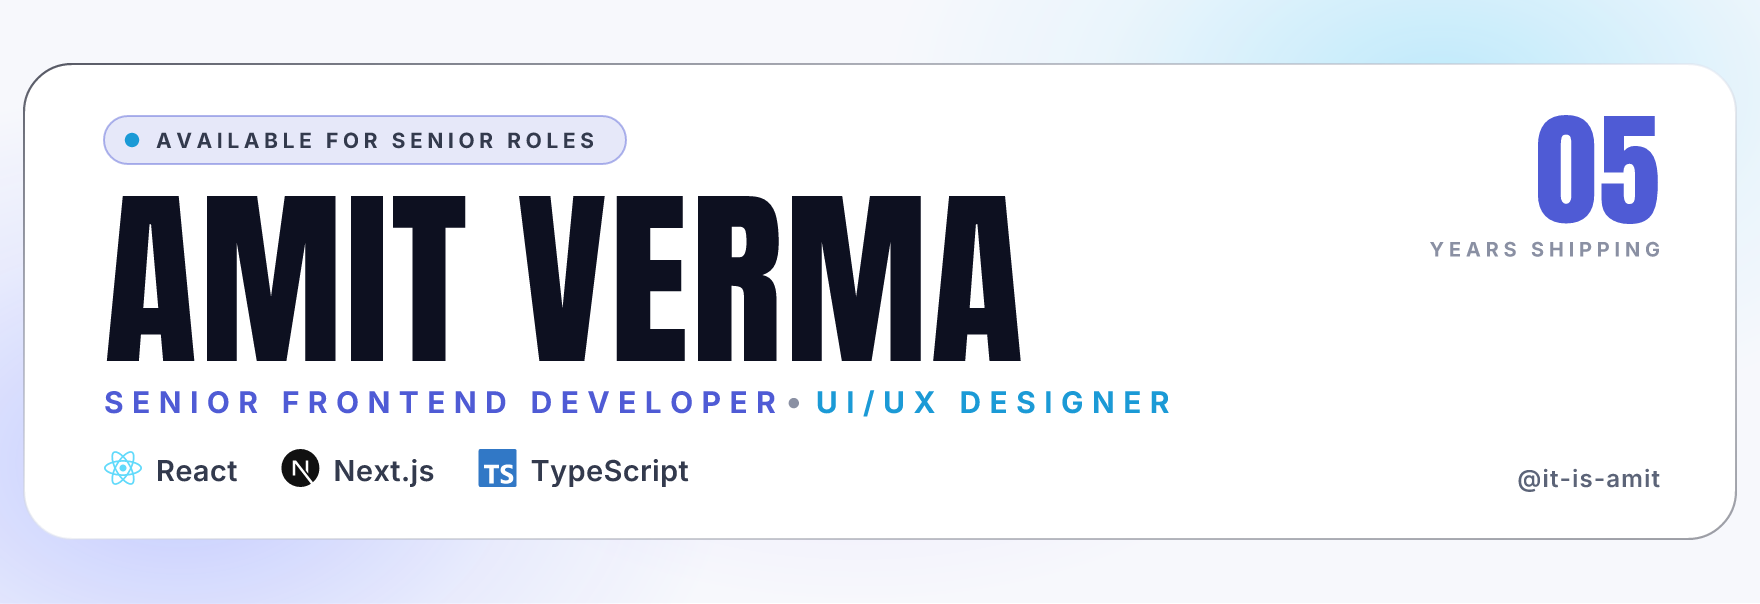 AVAILABLE FOR SENIOR ROLES
AMIT VERMA
SENIOR FRONTEND DEVELOPER • UI/UX DESIGNER
React N Next.js TS TypeScript
05
YEARS SHIPPING
@it-is-amit